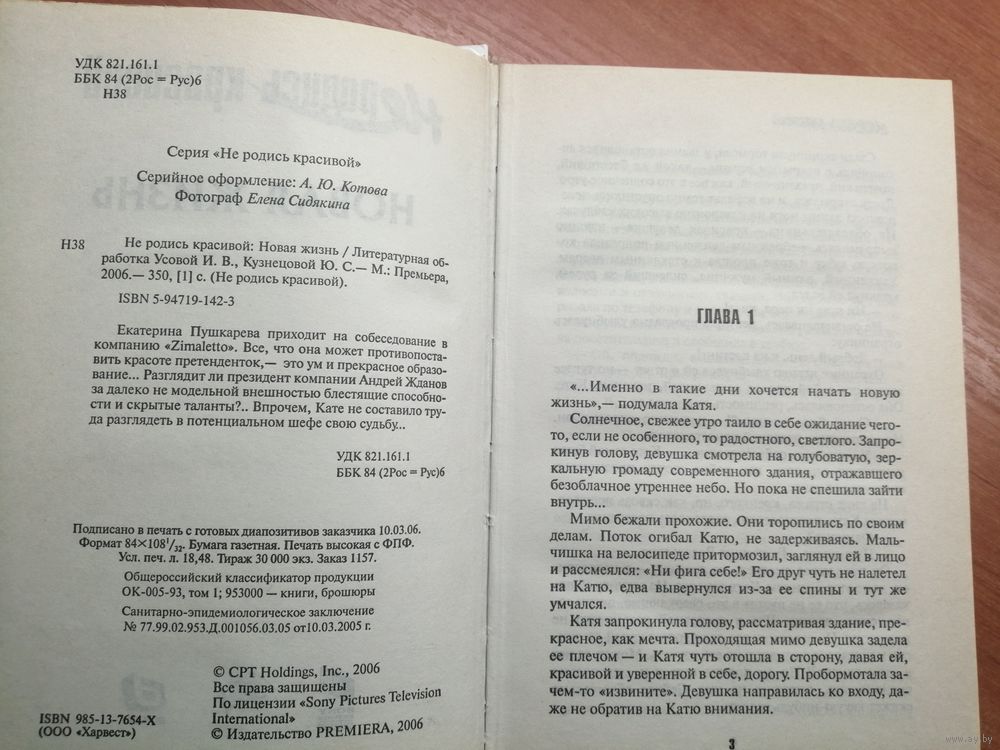 УДК 821.161.1
ББК 84 (2Рос = Рус)6
Н38
Серия «Не родись красивой»
Серийное оформление: А. Ю. Котова
Фотограф Елена Сидякина
Н38
Не родись красивой: Новая жизнь / Литературная об-
работка Усовой И. В., Кузнецовой Ю. С.— М.: Премьера,
2006.— 350, [1] с. (Не родись красивой).
ISBN 5-94719-142-3
Екатерина Пушкарева приходит на собеседование в
компанию «Zimaletto». Все, что она может противопоста-
вить красоте претенденток,— это ум и прекрасное образо-
вание... Разглядит ли президент компании Андрей Жданов
за далеко не модельной внешностью блестящие способно-
сти и скрытые таланты?.. Впрочем, Кате не составило тру-
да разглядеть в потенциальном шефе свою судьбу...
УДК 821.161.1
ББК 84 (2Рос = Рус)6
Подписано в печать с готовых диапозитивов заказчика 10.03.06.
Формат 84×108¹/₃₂. Бумага газетная. Печать высокая с ФПФ.
Усл. печ. л. 18,48. Тираж 30 000 экз. Заказ 1157.
Общероссийский классификатор продукции
ОК-005-93, том 1; 953000 — книги, брошюры
Санитарно-эпидемиологическое заключение
№ 77.99.02.953.Д.001056.03.05 от10.03.2005 г.
© CPT Holdings, Inc., 2006
Все права защищены
По лицензии «Sony Pictures Television
International»
© Издательство PREMIERA, 2006
ISBN 985-13-7654-X
(ООО «Харвест»)
ГЛАВА 1
«...Именно в такие дни хочется начать новую
жизнь»,— подумала Катя.
Солнечное, свежее утро таило в себе ожидание чего-
то, если не особенного, то радостного, светлого. Запро-
кинув голову, девушка смотрела на голубоватую, зер-
кальную громаду современного здания, отражавшего
безоблачное утреннее небо. Но пока не спешила зайти
внутрь...
Мимо бежали прохожие. Они торопились по своим
делам. Поток огибал Катю, не задерживаясь. Маль-
чишка на велосипеде притормозил, заглянул ей в лицо
и рассмеялся: «Ни фига себе!» Его друг чуть не налетел
на Катю, едва вывернулся из-за ее спины и тут же
умчался.
Катя запрокинула голову, рассматривая здание, пре-
красное, как мечта. Проходящая мимо девушка задела
ее плечом — и Катя чуть отошла в сторону, давая ей,
красивой и уверенной в себе, дорогу. Пробормотала за-
чем-то «извините». Девушка направилась ко входу, да-
же не обратив на Катю внимания.
3
www.ay.by